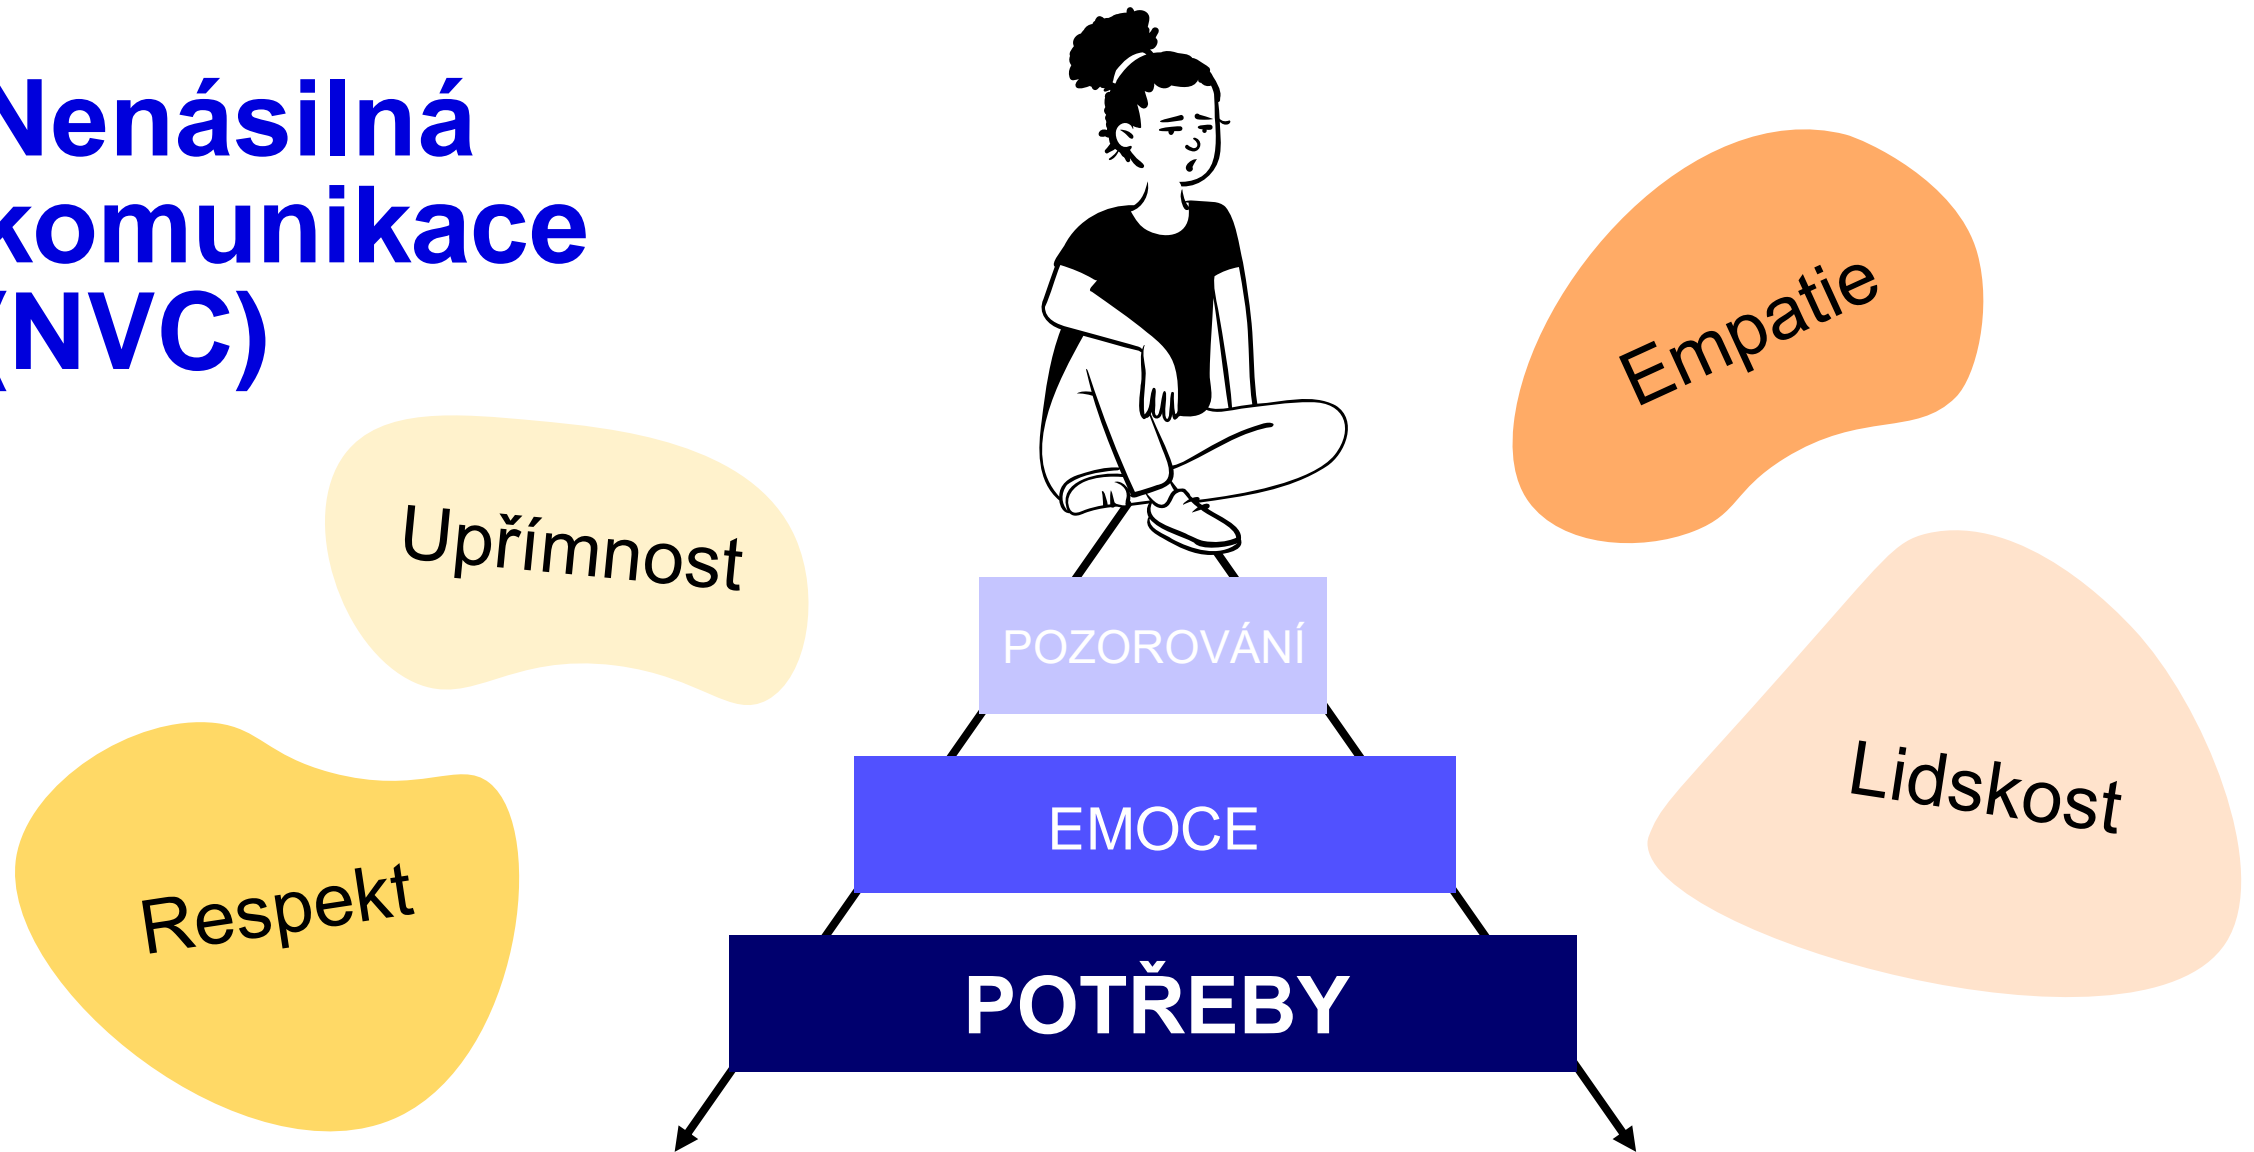 Nenásilná
komunikace
(NVC)
Upřímnost
Respekt
POZOROVÁNÍ
EMOCE
POTŘEBY
Empatie
Lidskost